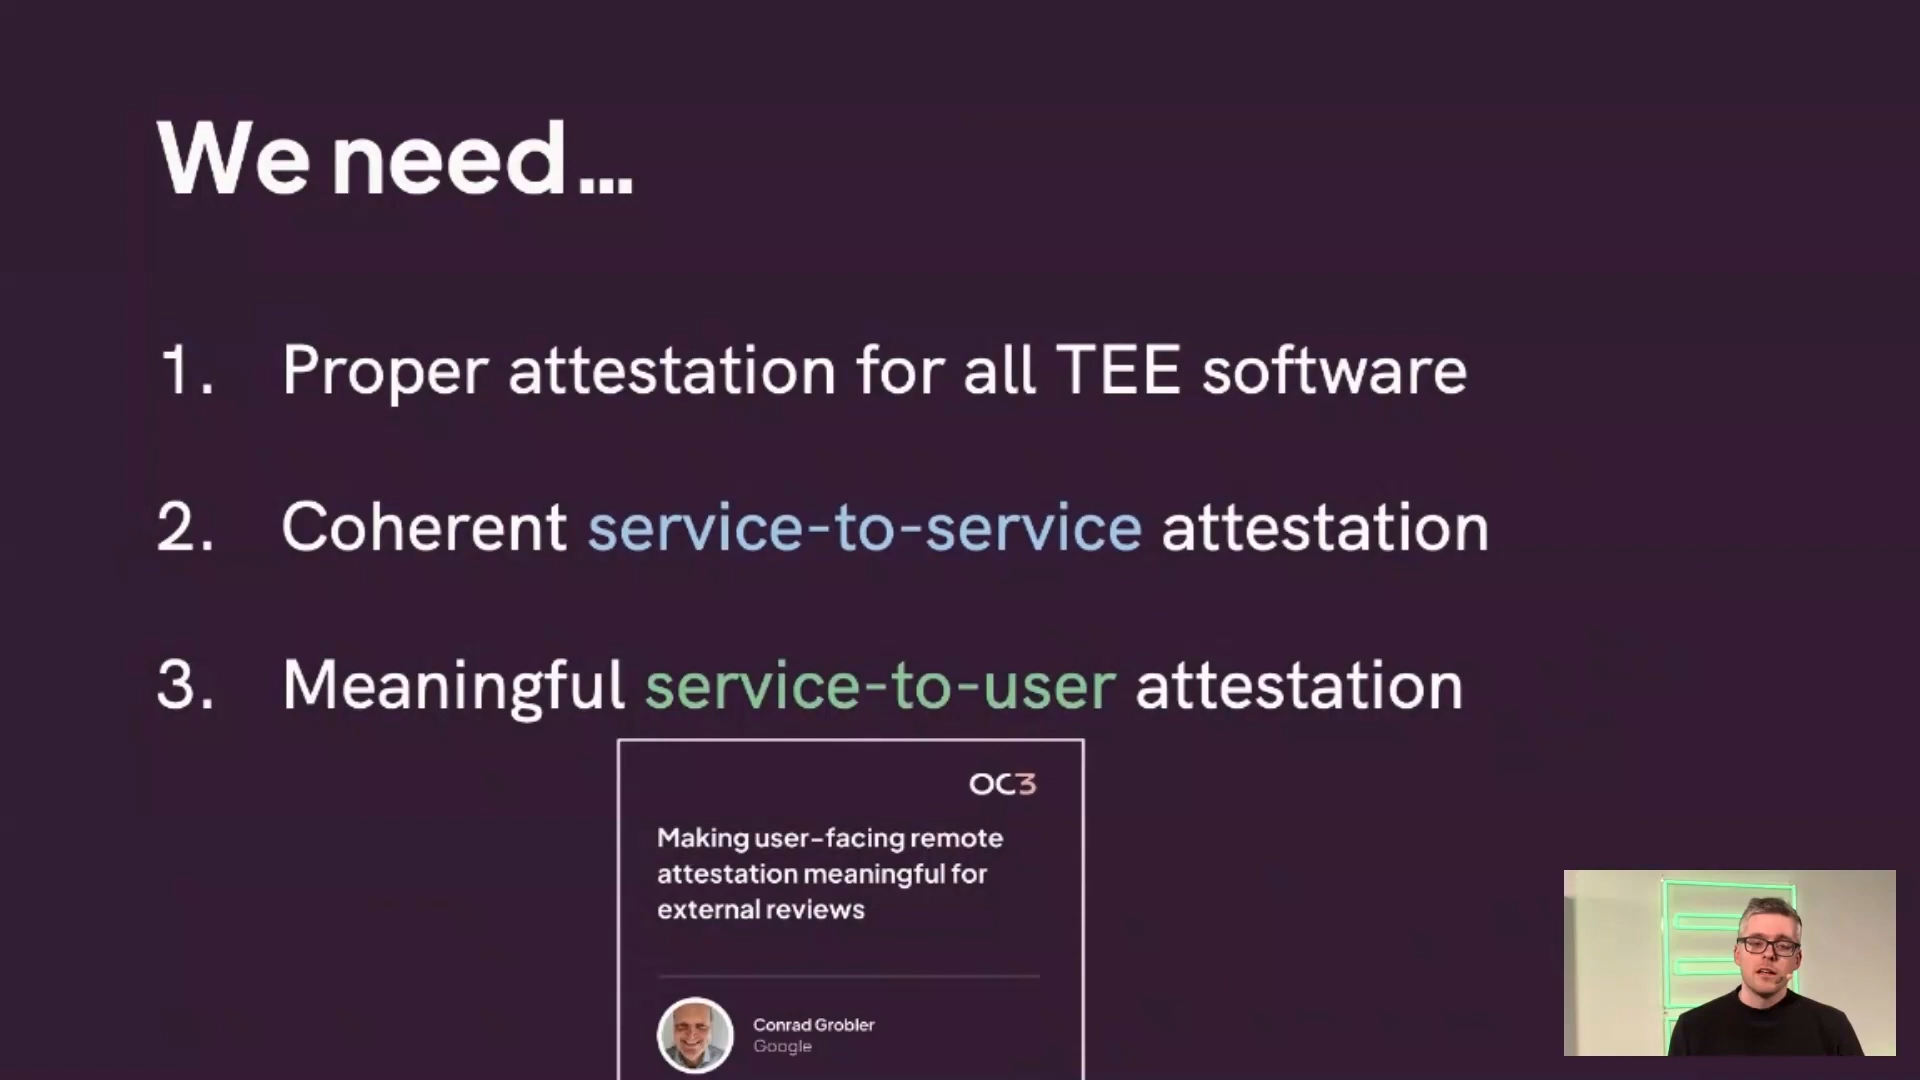 We need...
1. Proper attestation for all TEE software
2. Coherent service-to-service attestation
3. Meaningful service-to-user attestation
OC3
Making user-facing remote
attestation meaningful for
external reviews
Conrad Grobler
Google